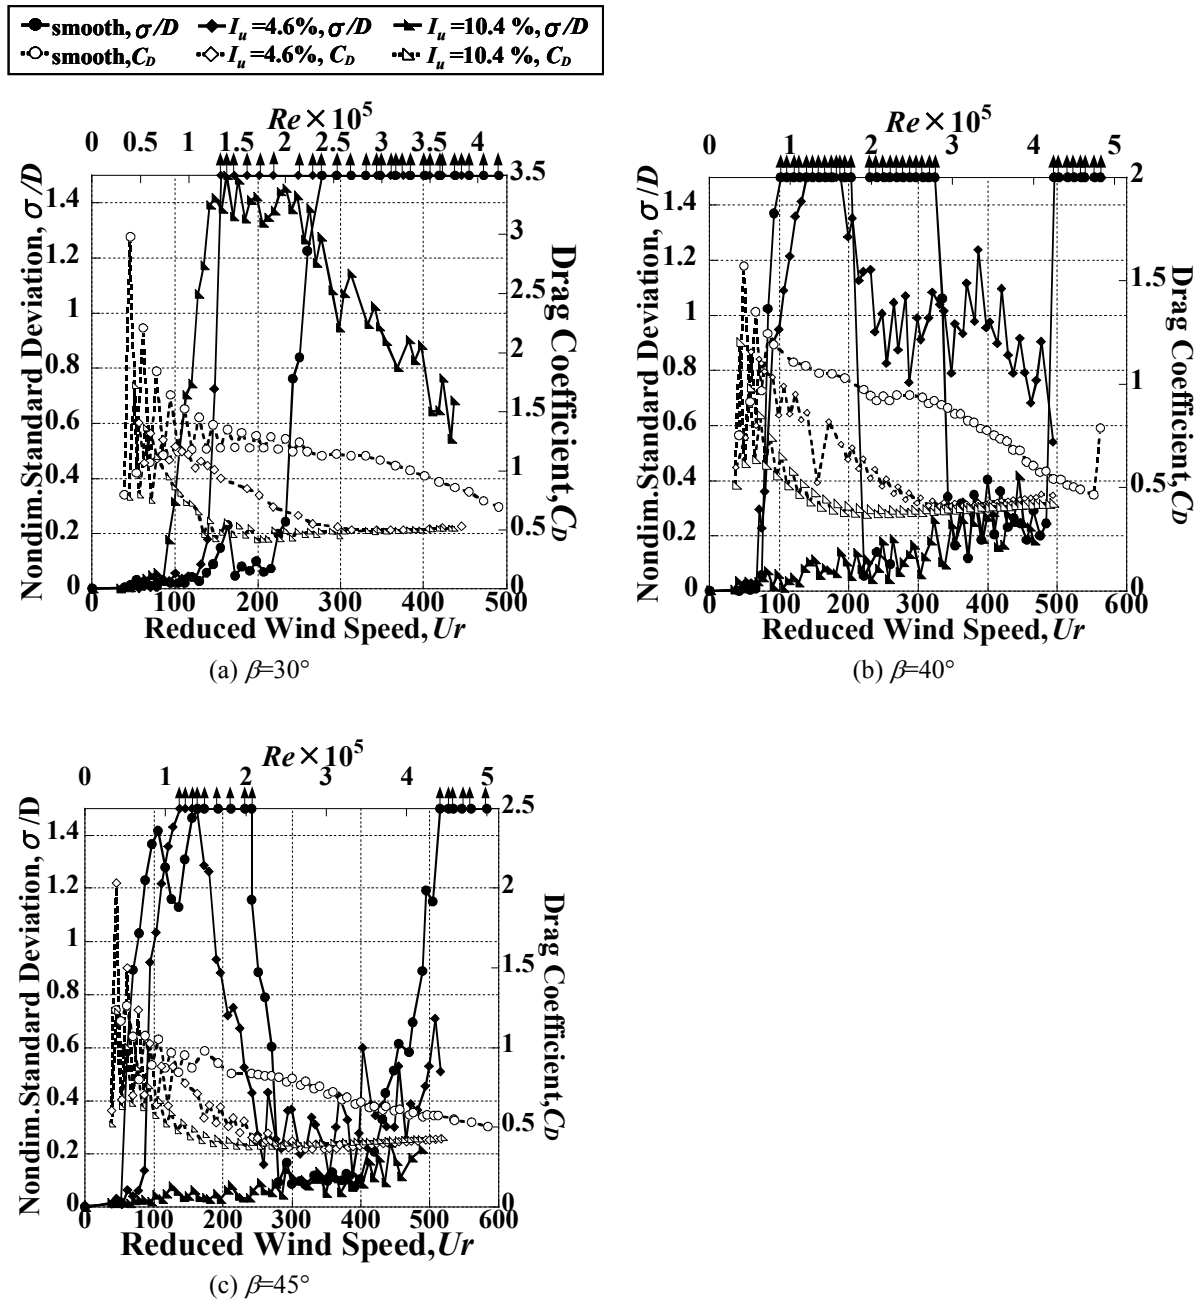 smooth, σ/D I_u =4.6%, σ/D I_u =10.4 %, σ/D
smooth, C_D I_u =4.6%, C_D I_u =10.4 %, C_D
Re×10⁵
0 0.5 1 1.5 2 2.5 3 3.5 4
Nondim.Standard Deviation, σ/D
1.4
1.2
1
0.8
0.6
0.4
0.2
0
3.5
3
2.5
2
1.5
1
0.5
0
Drag Coefficient, C_D
0 100 200 300 400 500
Reduced Wind Speed, Ur
(a) β=30°
Re×10⁵
0 1 2 3 4 5
Nondim.Standard Deviation, σ/D
1.4
1.2
1
0.8
0.6
0.4
0.2
0
2
1.5
1
0.5
0
Drag Coefficient, C_D
0 100 200 300 400 500 600
Reduced Wind Speed, Ur
(b) β=40°
Re×10⁵
0 1 2 3 4 5
Nondim.Standard Deviation, σ/D
1.4
1.2
1
0.8
0.6
0.4
0.2
0
2.5
2
1.5
1
0.5
0
Drag Coefficient, C_D
0 100 200 300 400 500 600
Reduced Wind Speed, Ur
(c) β=45°